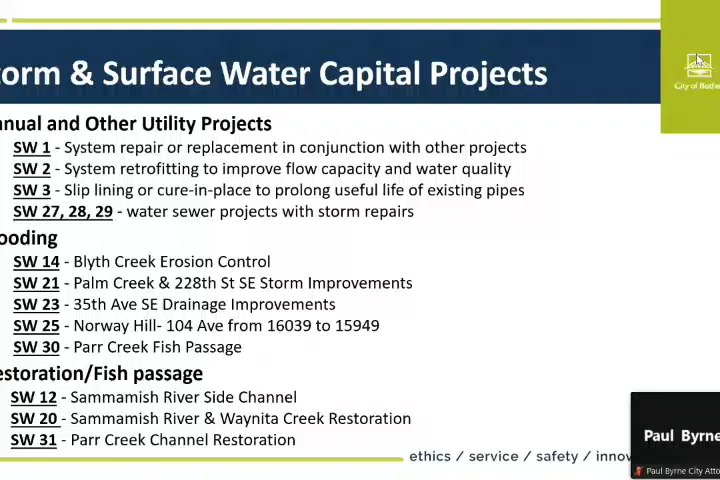 torm & Surface Water Capital Projects
City of Bothe
nnual and Other Utility Projects
SW 1 - System repair or replacement in conjunction with other projects
SW 2 - System retrofitting to improve flow capacity and water quality
SW 3 - Slip lining or cure-in-place to prolong useful life of existing pipes
SW 27, 28, 29 - water sewer projects with storm repairs
ooding
SW 14 - Blyth Creek Erosion Control
SW 21 - Palm Creek & 228th St SE Storm Improvements
SW 23 - 35th Ave SE Drainage Improvements
SW 25 - Norway Hill- 104 Ave from 16039 to 15949
SW 30 - Parr Creek Fish Passage
estoration/Fish passage
SW 12 - Sammamish River Side Channel
SW 20 - Sammamish River & Waynita Creek Restoration
SW 31 - Parr Creek Channel Restoration
ethics / service / safety / innov
Paul Byrne
Paul Byrne City Atto